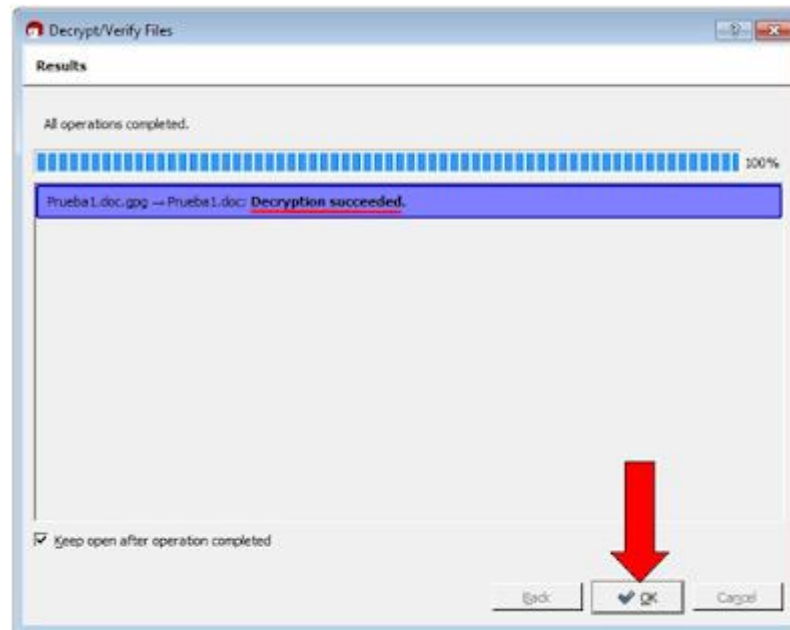 Decrypt/Verify Files
Results
All operations completed.
100%
Prueba1.doc.gpg → Prueba1.doc: Decryption succeeded.
Keep open after operation completed
Back
OK
Cancel